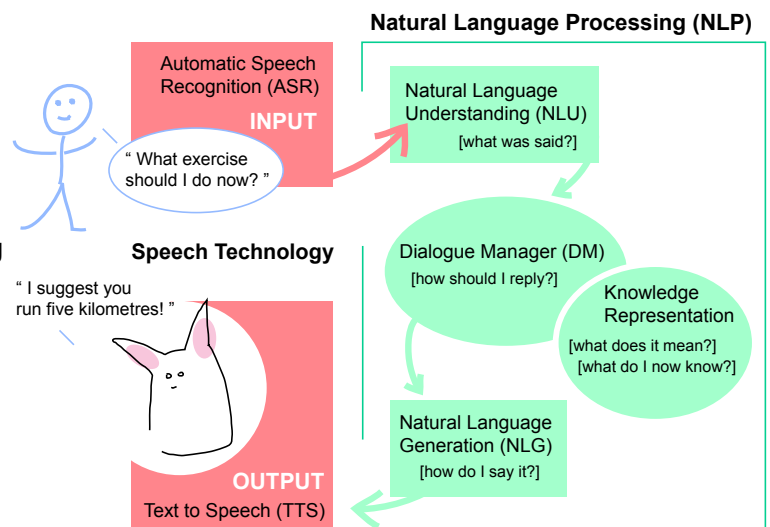 Natural Language Processing (NLP)
Automatic Speech
Recognition (ASR)
INPUT
“ What exercise
should I do now? ”
Natural Language
Understanding (NLU)
[what was said?]
Speech Technology
Dialogue Manager (DM)
[how should I reply?]
Knowledge
Representation
[what does it mean?]
[what do I now know?]
“ I suggest you
run five kilometres! ”
Natural Language
Generation (NLG)
[how do I say it?]
OUTPUT
Text to Speech (TTS)